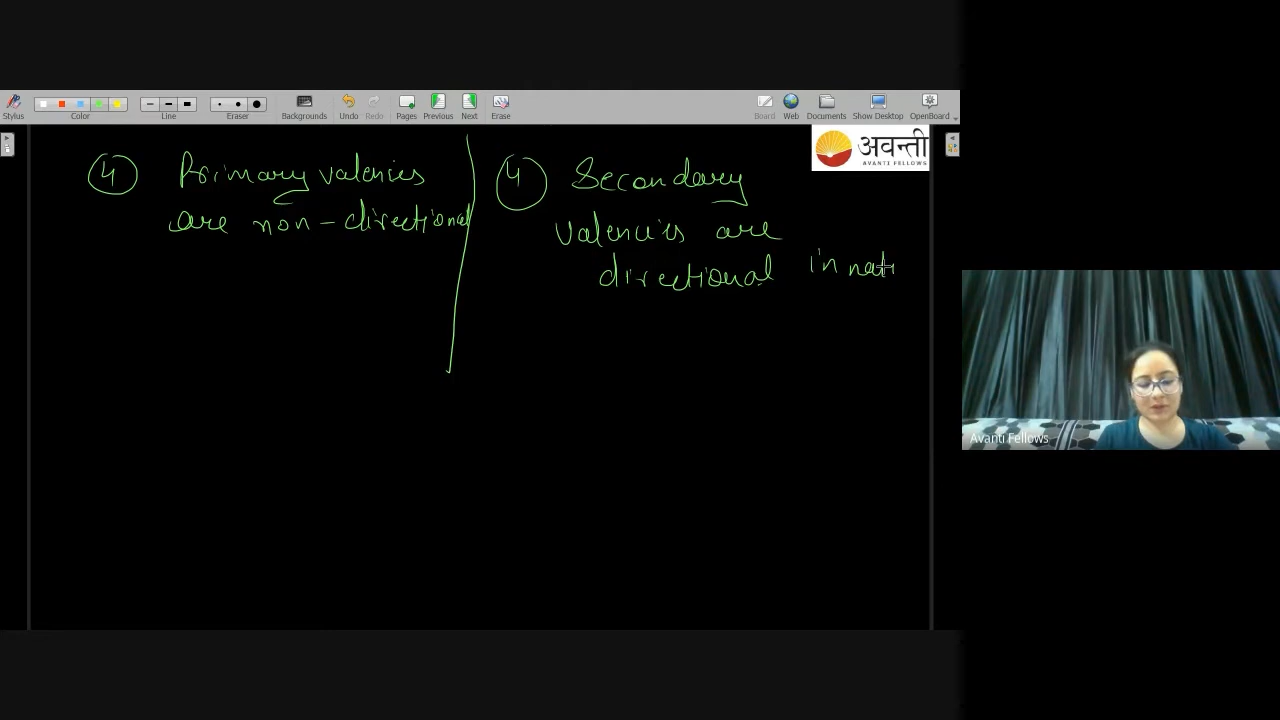 Stylus
Color
Line
Eraser
Backgrounds
Undo
Redo
Pages
Previous
Next
Erase
Board
Web
Documents
Show Desktop
OpenBoard
अवन्ती
AVANTI FELLOWS
4 Primary valencies
are non-directional
4 Secondary
valencies are
directional in nat
Avanti Fellows